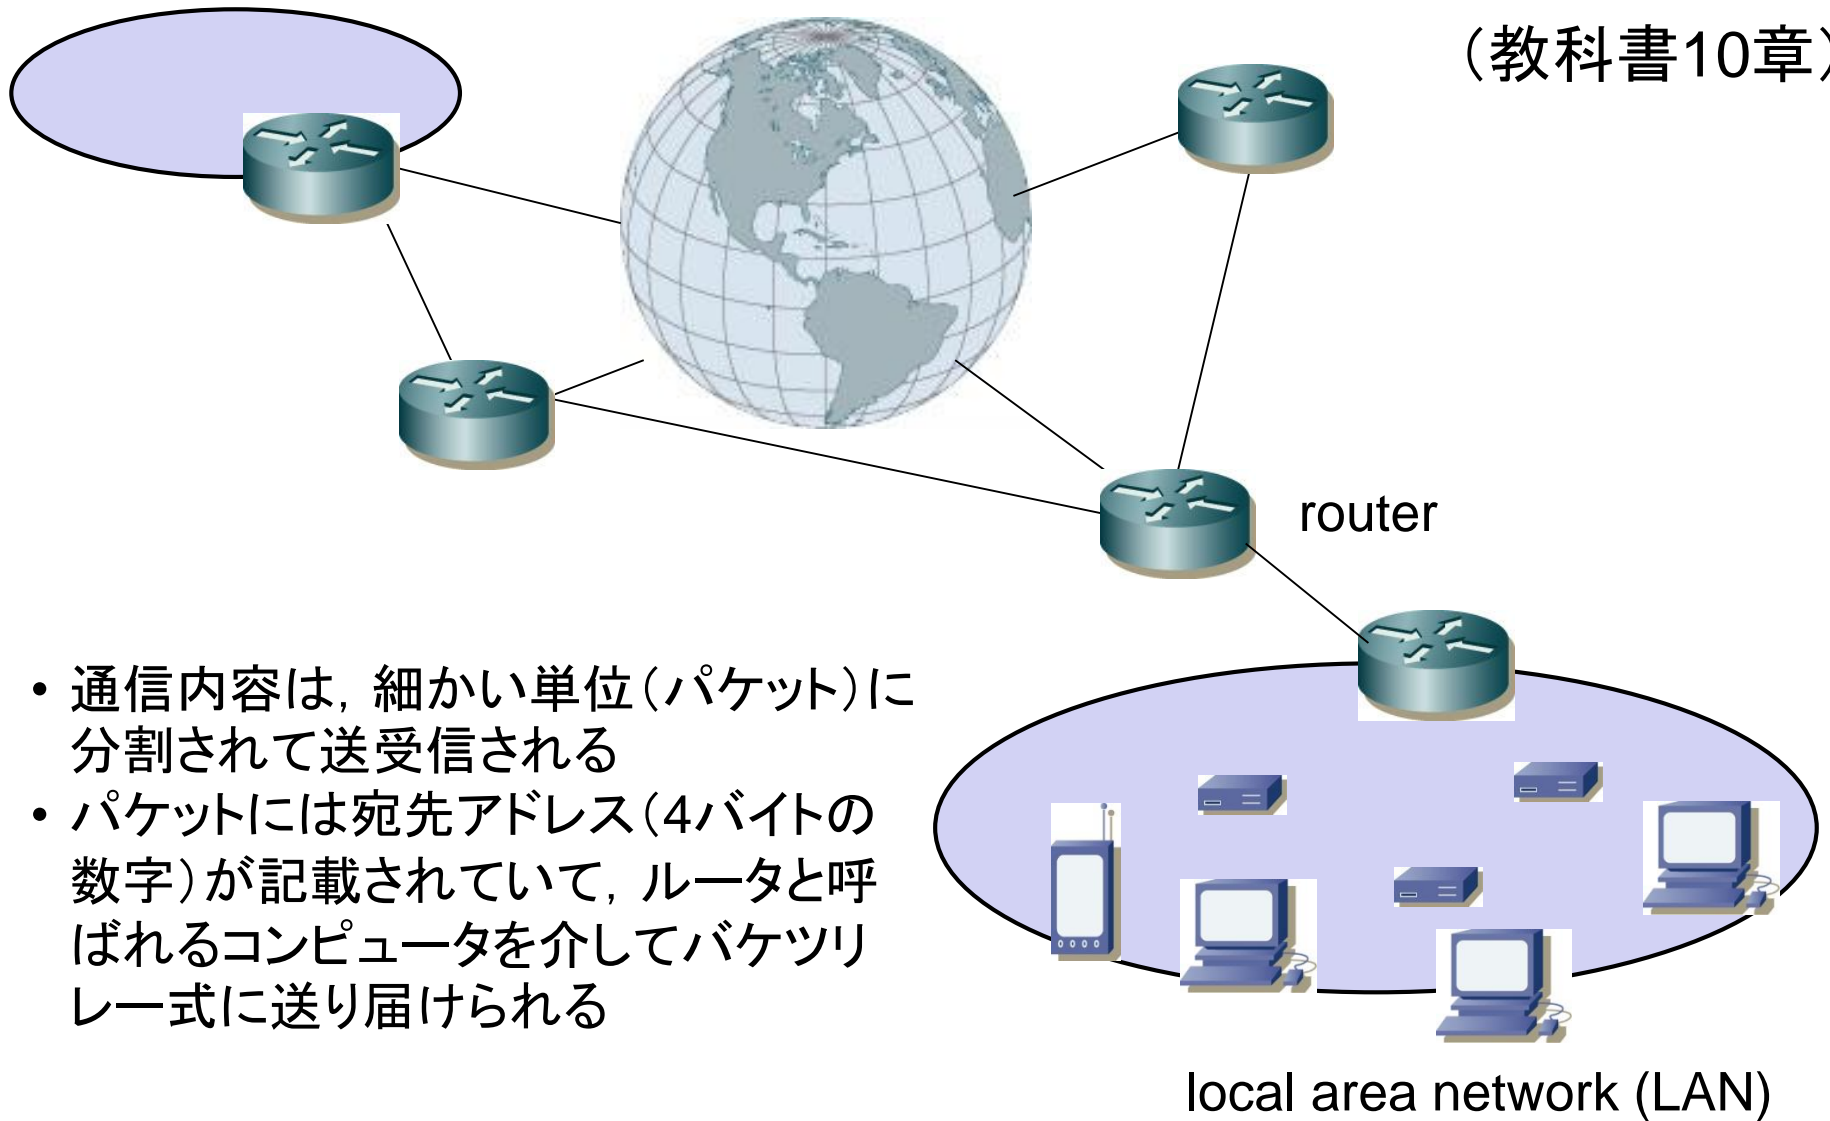 （教科書10章）
router
• 通信内容は，細かい単位（パケット）に
分割されて送受信される
• パケットには宛先アドレス（4バイトの
数字）が記載されていて，ルータと呼
ばれるコンピュータを介してバケツリ
レー式に送り届けられる
local area network (LAN)